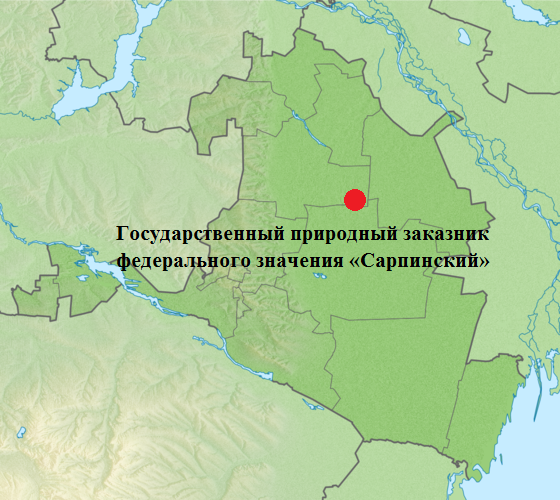 Государственный природный заказник
федерального значения «Сарпинский»